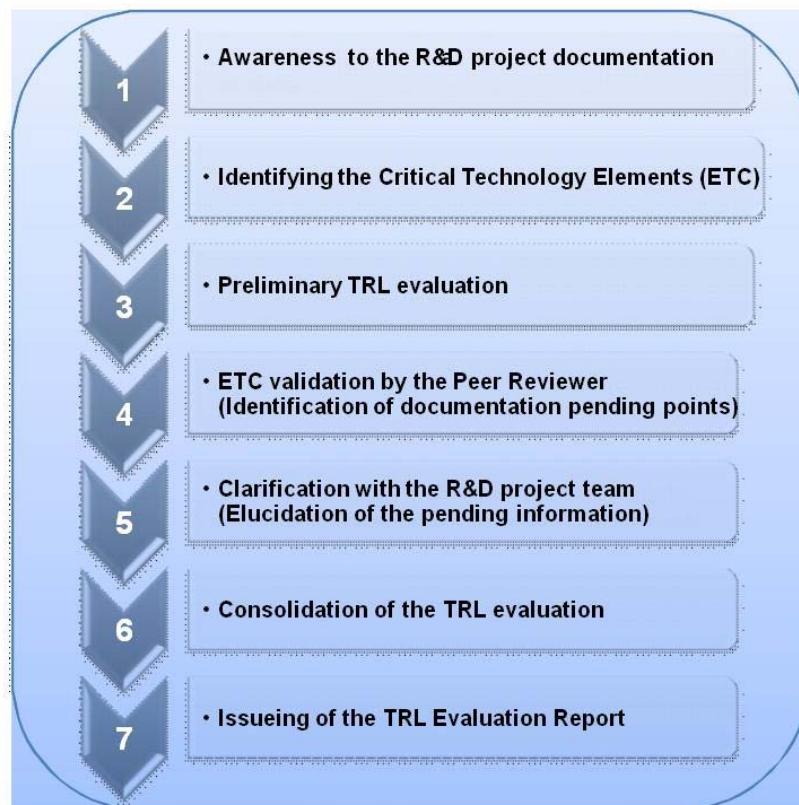 1
• Awareness to the R&D project documentation
2
• Identifying the Critical Technology Elements (ETC)
3
• Preliminary TRL evaluation
4
• ETC validation by the Peer Reviewer
(Identification of documentation pending points)
5
• Clarification with the R&D project team
(Elucidation of the pending information)
6
• Consolidation of the TRL evaluation
7
• Issueing of the TRL Evaluation Report